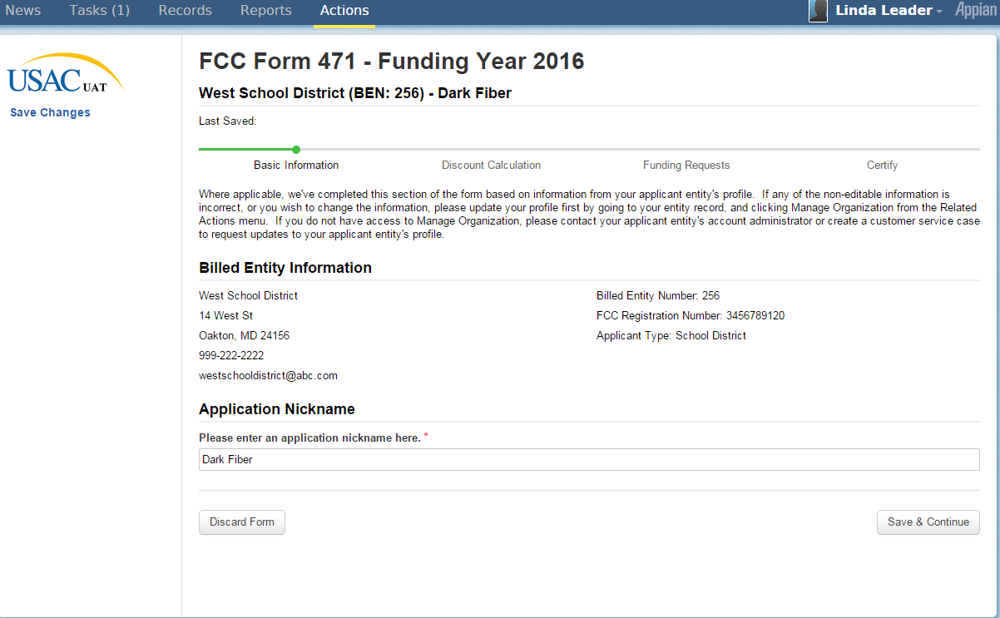 News Tasks (1) Records Reports Actions Linda Leader Appian
USAC UAT
Save Changes
FCC Form 471 - Funding Year 2016
West School District (BEN: 256) - Dark Fiber
Last Saved:
Basic Information Discount Calculation Funding Requests Certify
Where applicable, we've completed this section of the form based on information from your applicant entity's profile.  If any of the non-editable information is
incorrect, or you wish to change the information, please update your profile first by going to your entity record, and clicking Manage Organization from the Related
Actions menu.  If you do not have access to Manage Organization, please contact your applicant entity's account administrator or create a customer service case
to request updates to your applicant entity's profile.
Billed Entity Information
West School District
14 West St
Oakton, MD 24156
999-222-2222
westschooldistrict@abc.com
Billed Entity Number: 256
FCC Registration Number: 3456789120
Applicant Type: School District
Application Nickname
Please enter an application nickname here. *
Dark Fiber
Discard Form Save & Continue